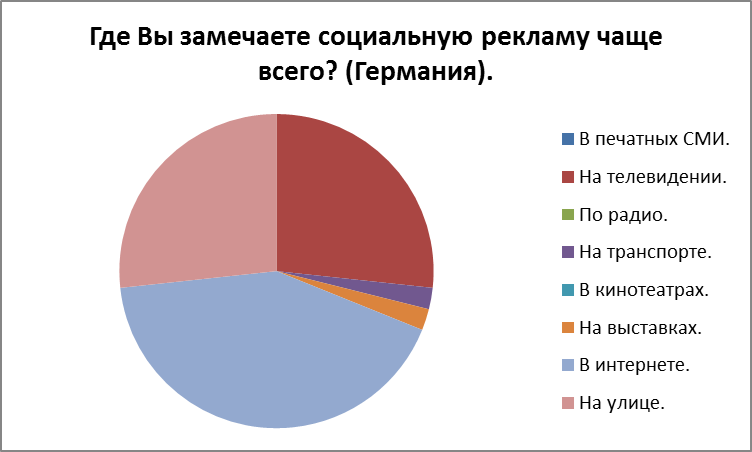 Где Вы замечаете социальную рекламу чаще
всего? (Германия).
В печатных СМИ.
На телевидении.
По радио.
На транспорте.
В кинотеатрах.
На выставках.
В интернете.
На улице.